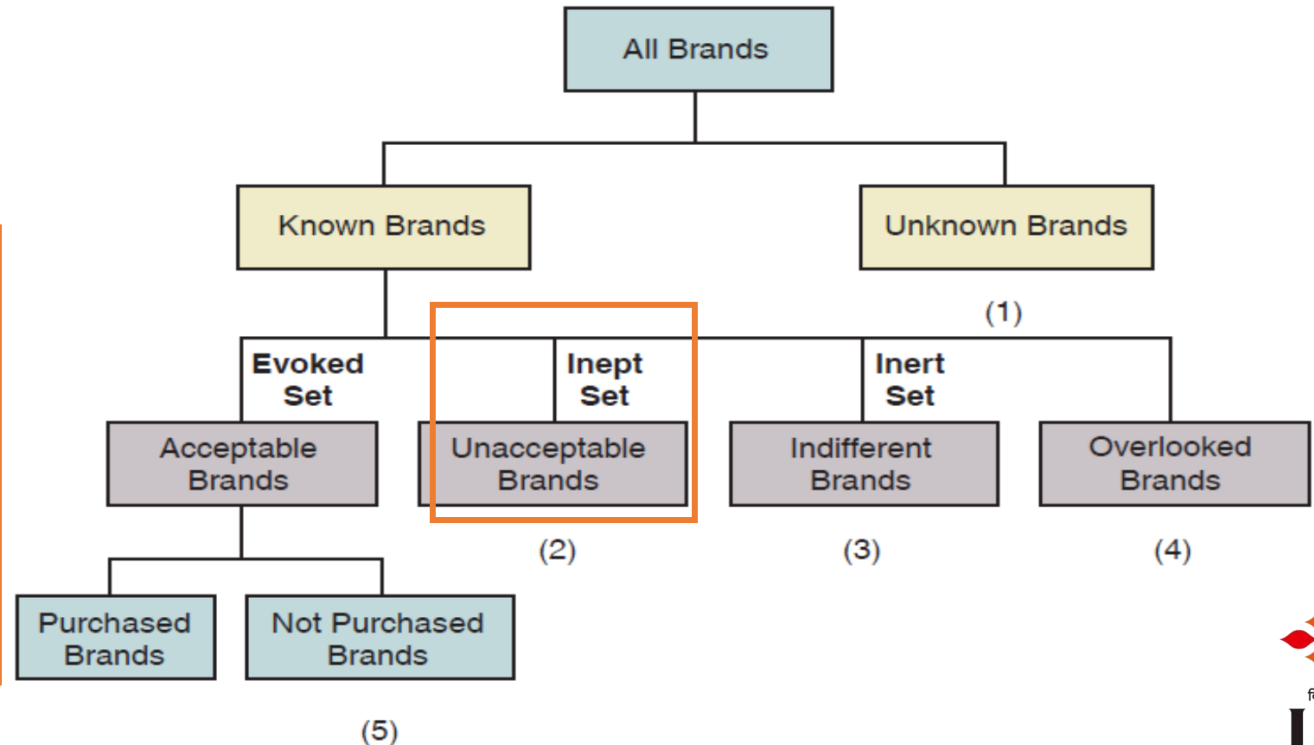 All Brands
Known Brands
Unknown Brands
(1)
Evoked
Set
Inept
Set
Inert
Set
Acceptable
Brands
Unacceptable
Brands
Indifferent
Brands
Overlooked
Brands
(2)
(3)
(4)
Purchased
Brands
Not Purchased
Brands
(5)